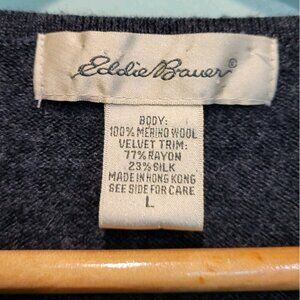 Eddie Bauer®
BODY:
100% MERINO WOOL
VELVET TRIM:
77% RAYON
23% SILK
MADE IN HONG KONG
SEE SIDE FOR CARE
L